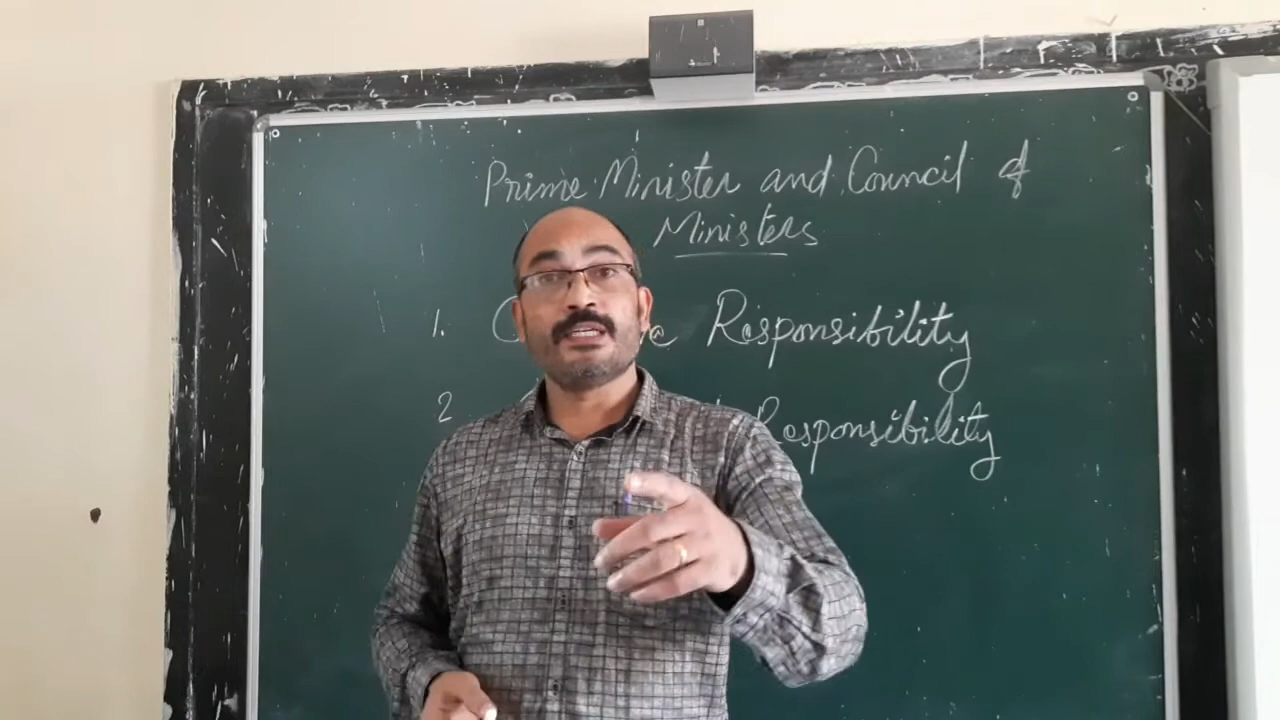 Prime Minister and Council of
Ministers
1. Responsibility
2 Responsibility